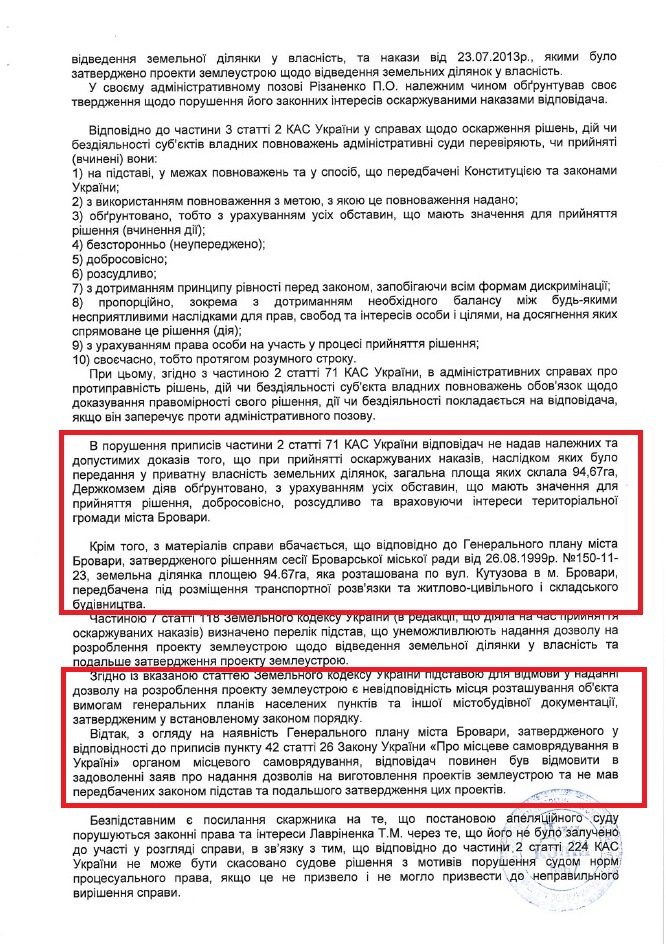 відведення земельної ділянки у власність, та накази від 23.07.2013р., якими було
затверджено проекти землеустрою щодо відведення земельних ділянок у власність.
У своєму адміністративному позові Різаненко П.О. належним чином обґрунтував своє
твердження щодо порушення його законних інтересів оскаржуваними наказами відповідача.
Відповідно до частини 3 статті 2 КАС України у справах щодо оскарження рішень, дій чи
бездіяльності суб'єктів владних повноважень адміністративні суди перевіряють, чи прийняті
(вчинені) вони:
1) на підставі, у межах повноважень та у спосіб, що передбачені Конституцією та законами
України;
2) з використанням повноваження з метою, з якою це повноваження надано;
3) обґрунтовано, тобто з урахуванням усіх обставин, що мають значення для прийняття
рішення (вчинення дії);
4) безсторонньо (неупереджено);
5) добросовісно;
6) розсудливо;
7) з дотриманням принципу рівності перед законом, запобігаючи всім формам дискримінації;
8) пропорційно, зокрема з дотриманням необхідного балансу між будь-якими
несприятливими наслідками для прав, свобод та інтересів особи і цілями, на досягнення яких
спрямоване це рішення (дія);
9) з урахуванням права особи на участь у процесі прийняття рішення;
10) своєчасно, тобто протягом розумного строку.
При цьому, згідно з частиною 2 статті 71 КАС України, в адміністративних справах про
протиправність рішень, дій чи бездіяльності суб'єкта владних повноважень обов'язок щодо
доказування правомірності свого рішення, дії чи бездіяльності покладається на відповідача,
якщо він заперечує проти адміністративного позову.
В порушення приписів частини 2 статті 71 КАС України відповідач не надав належних та
допустимих доказів того, що при прийнятті оскаржуваних наказів, наслідком яких було
передання у приватну власність земельних ділянок, загальна площа яких склала 94,67га,
Держкомзем діяв обґрунтовано, з урахуванням усіх обставин, що мають значення для
прийняття рішення, добросовісно, розсудливо та враховуючи інтереси територіальної
громади міста Бровари.
Крім того, з матеріалів справи вбачається, що відповідно до Генерального плану міста
Бровари, затвердженого рішенням сесії Броварської міської ради від 26.08.1999р. №150-11-
23, земельна ділянка площею 94.67га, яка розташована по вул. Кутузова в м. Бровари,
передбачена під розміщення транспортної розв'язки та житлово-цивільного і складського
будівництва.
Частиною 7 статті 118 Земельного кодексу України (в редакції, що діяла на час прийняття
оскаржуваних наказів) визначено перелік підстав, що унеможливлюють надання дозволу на
розроблення проекту землеустрою щодо відведення земельної ділянки у власність та
подальше затвердження проекту землеустрою.
Згідно із вказаною статтею Земельного кодексу України підставою для відмови у наданні
дозволу на розроблення проекту землеустрою є невідповідність місця розташування об'єкта
вимогам генеральних планів населених пунктів та іншої містобудівної документації,
затвердженим у встановленому законом порядку.
Відтак, з огляду на наявність Генерального плану міста Бровари, затвердженого у
відповідності до приписів пункту 42 статті 26 Закону України «Про місцеве самоврядування в
Україні» органом місцевого самоврядування, відповідач повинен був відмовити в
задоволенні заяв про надання дозволів на виготовлення проектів землеустрою та не мав
передбачених законом підстав та подальшого затвердження цих проектів.
Безпідставним є посилання скаржника на те, що постановою апеляційного суду
порушуються законні права та інтереси Лавріненка Т.М. через те, що його не було залучено
до участі у розгляді справи, в зв'язку з тим, що відповідно до частини 2 статті 224 КАС
України не може бути скасовано судове рішення з мотивів порушення судом норм
процесуального права, якщо це не призвело і не могло призвести до неправильного
вирішення справи.